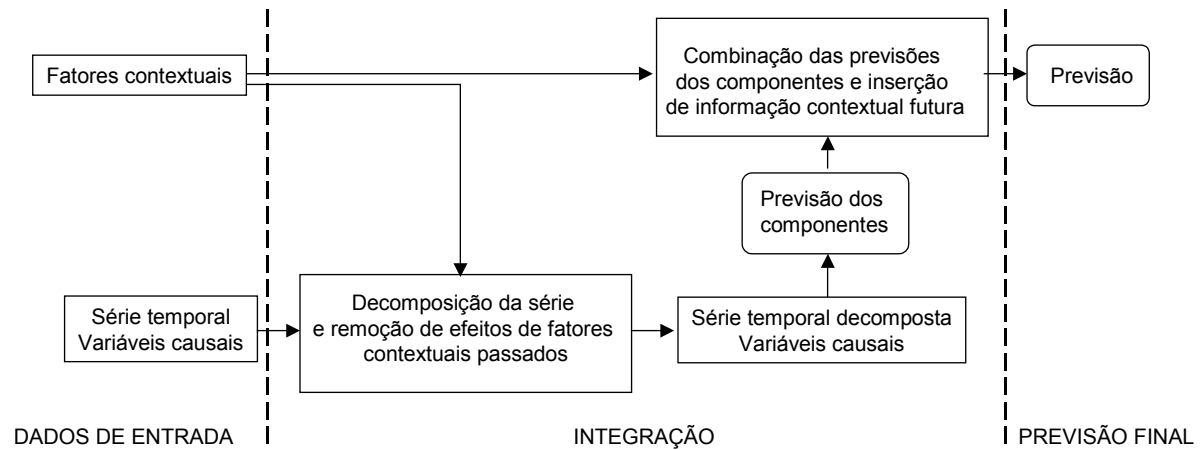 Fatores contextuais
Combinação das previsões
dos componentes e inserção
de informação contextual futura
Previsão
Previsão dos
componentes
Série temporal
Variáveis causais
Decomposição da série
e remoção de efeitos de fatores
contextuais passados
Série temporal decomposta
Variáveis causais
DADOS DE ENTRADA
INTEGRAÇÃO
PREVISÃO FINAL